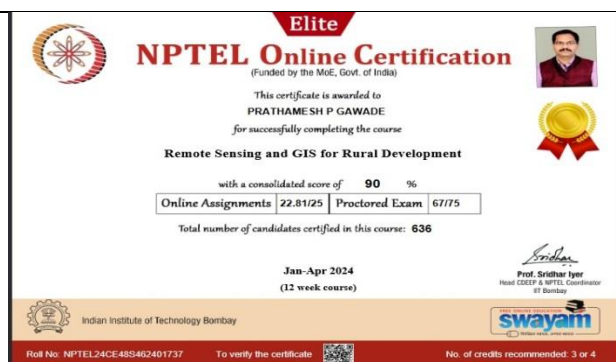 Elite
NPTEL Online Certification
(Funded by the MoE, Govt. of India)
This certificate is awarded to
PRATHAMESH P GAWADE
for successfully completing the course
Remote Sensing and GIS for Rural Development
with a consolidated score of 90 %
Online Assignments 22.81/25 Proctored Exam 67/75
Total number of candidates certified in this course: 636
Jan-Apr 2024
(12 week course)
Sridhar
Prof. Sridhar Iyer
Head CDEEP & NPTEL Coordinator
IIT Bombay
Indian Institute of Technology Bombay
FREE ONLINE EDUCATION
swayam
Roll No: NPTEL24CE48S462401737 To verify the certificate No. of credits recommended: 3 or 4